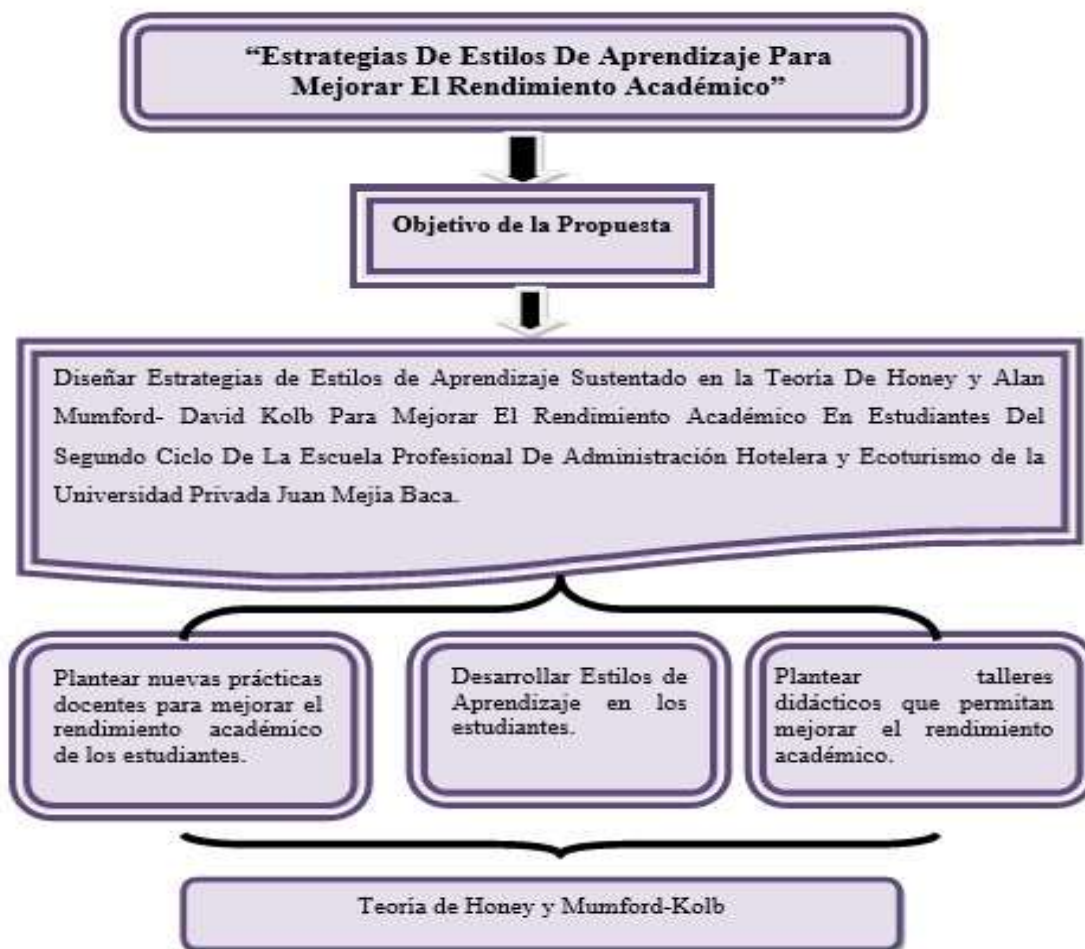 “Estrategias De Estilos De Aprendizaje Para
Mejorar El Rendimiento Académico”
Objetivo de la Propuesta
Diseñar Estrategias de Estilos de Aprendizaje Sustentado en la Teoría De Honey y Alan
Mumford- David Kolb Para Mejorar El Rendimiento Académico En Estudiantes Del
Segundo Ciclo De La Escuela Profesional De Administración Hotelera y Ecoturismo de la
Universidad Privada Juan Mejía Baca.
Plantear nuevas prácticas
docentes para mejorar el
rendimiento académico
de los estudiantes.
Desarrollar Estilos de
Aprendizaje en los
estudiantes.
Plantear talleres
didácticos que permitan
mejorar el rendimiento
académico.
Teoría de Honey y Mumford-Kolb